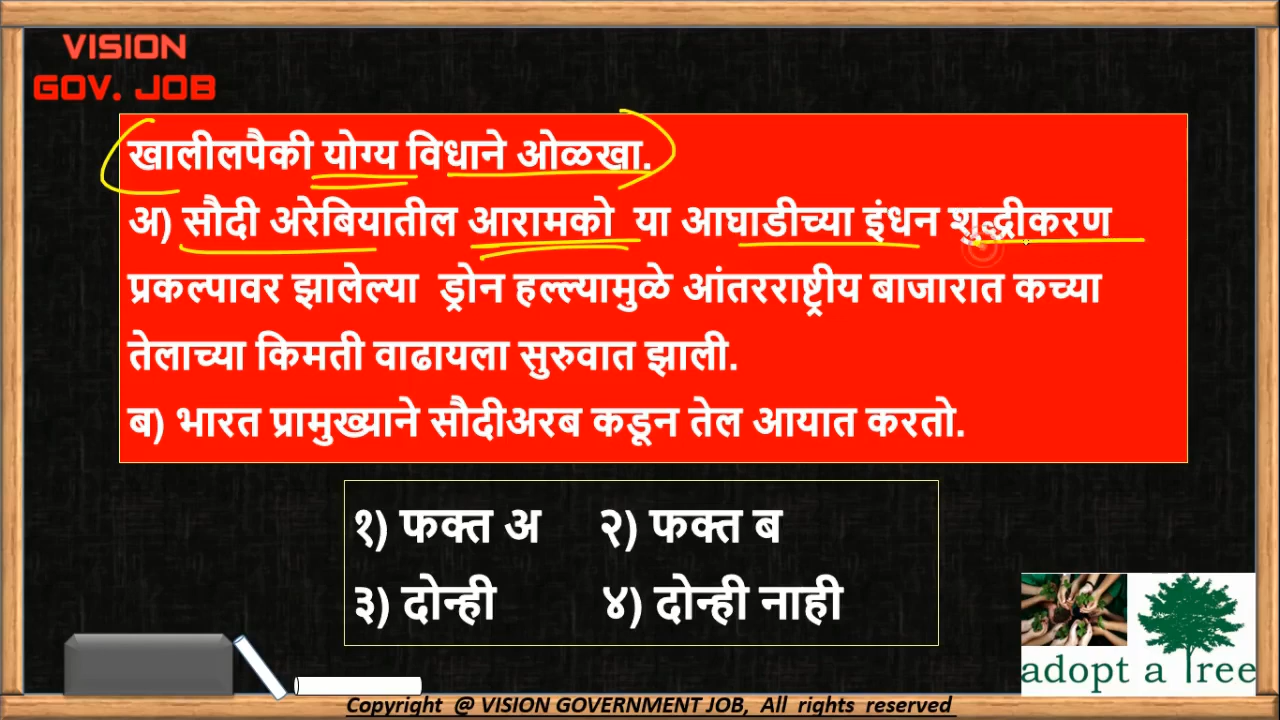 VISION
GOV. JOB
खालीलपैकी योग्य विधाने ओळखा.
अ) सौदी अरेबियातील आरामको या आघाडीच्या इंधन शुद्धीकरण
प्रकल्पावर झालेल्या ड्रोन हल्ल्यामुळे आंतरराष्ट्रीय बाजारात कच्या
तेलाच्या किमती वाढायला सुरुवात झाली.
ब) भारत प्रामुख्याने सौदीअरब कडून तेल आयात करतो.
१) फक्त अ २) फक्त ब
३) दोन्ही ४) दोन्ही नाही
adopt a Tree
Copyright @ VISION GOVERNMENT JOB, All rights reserved